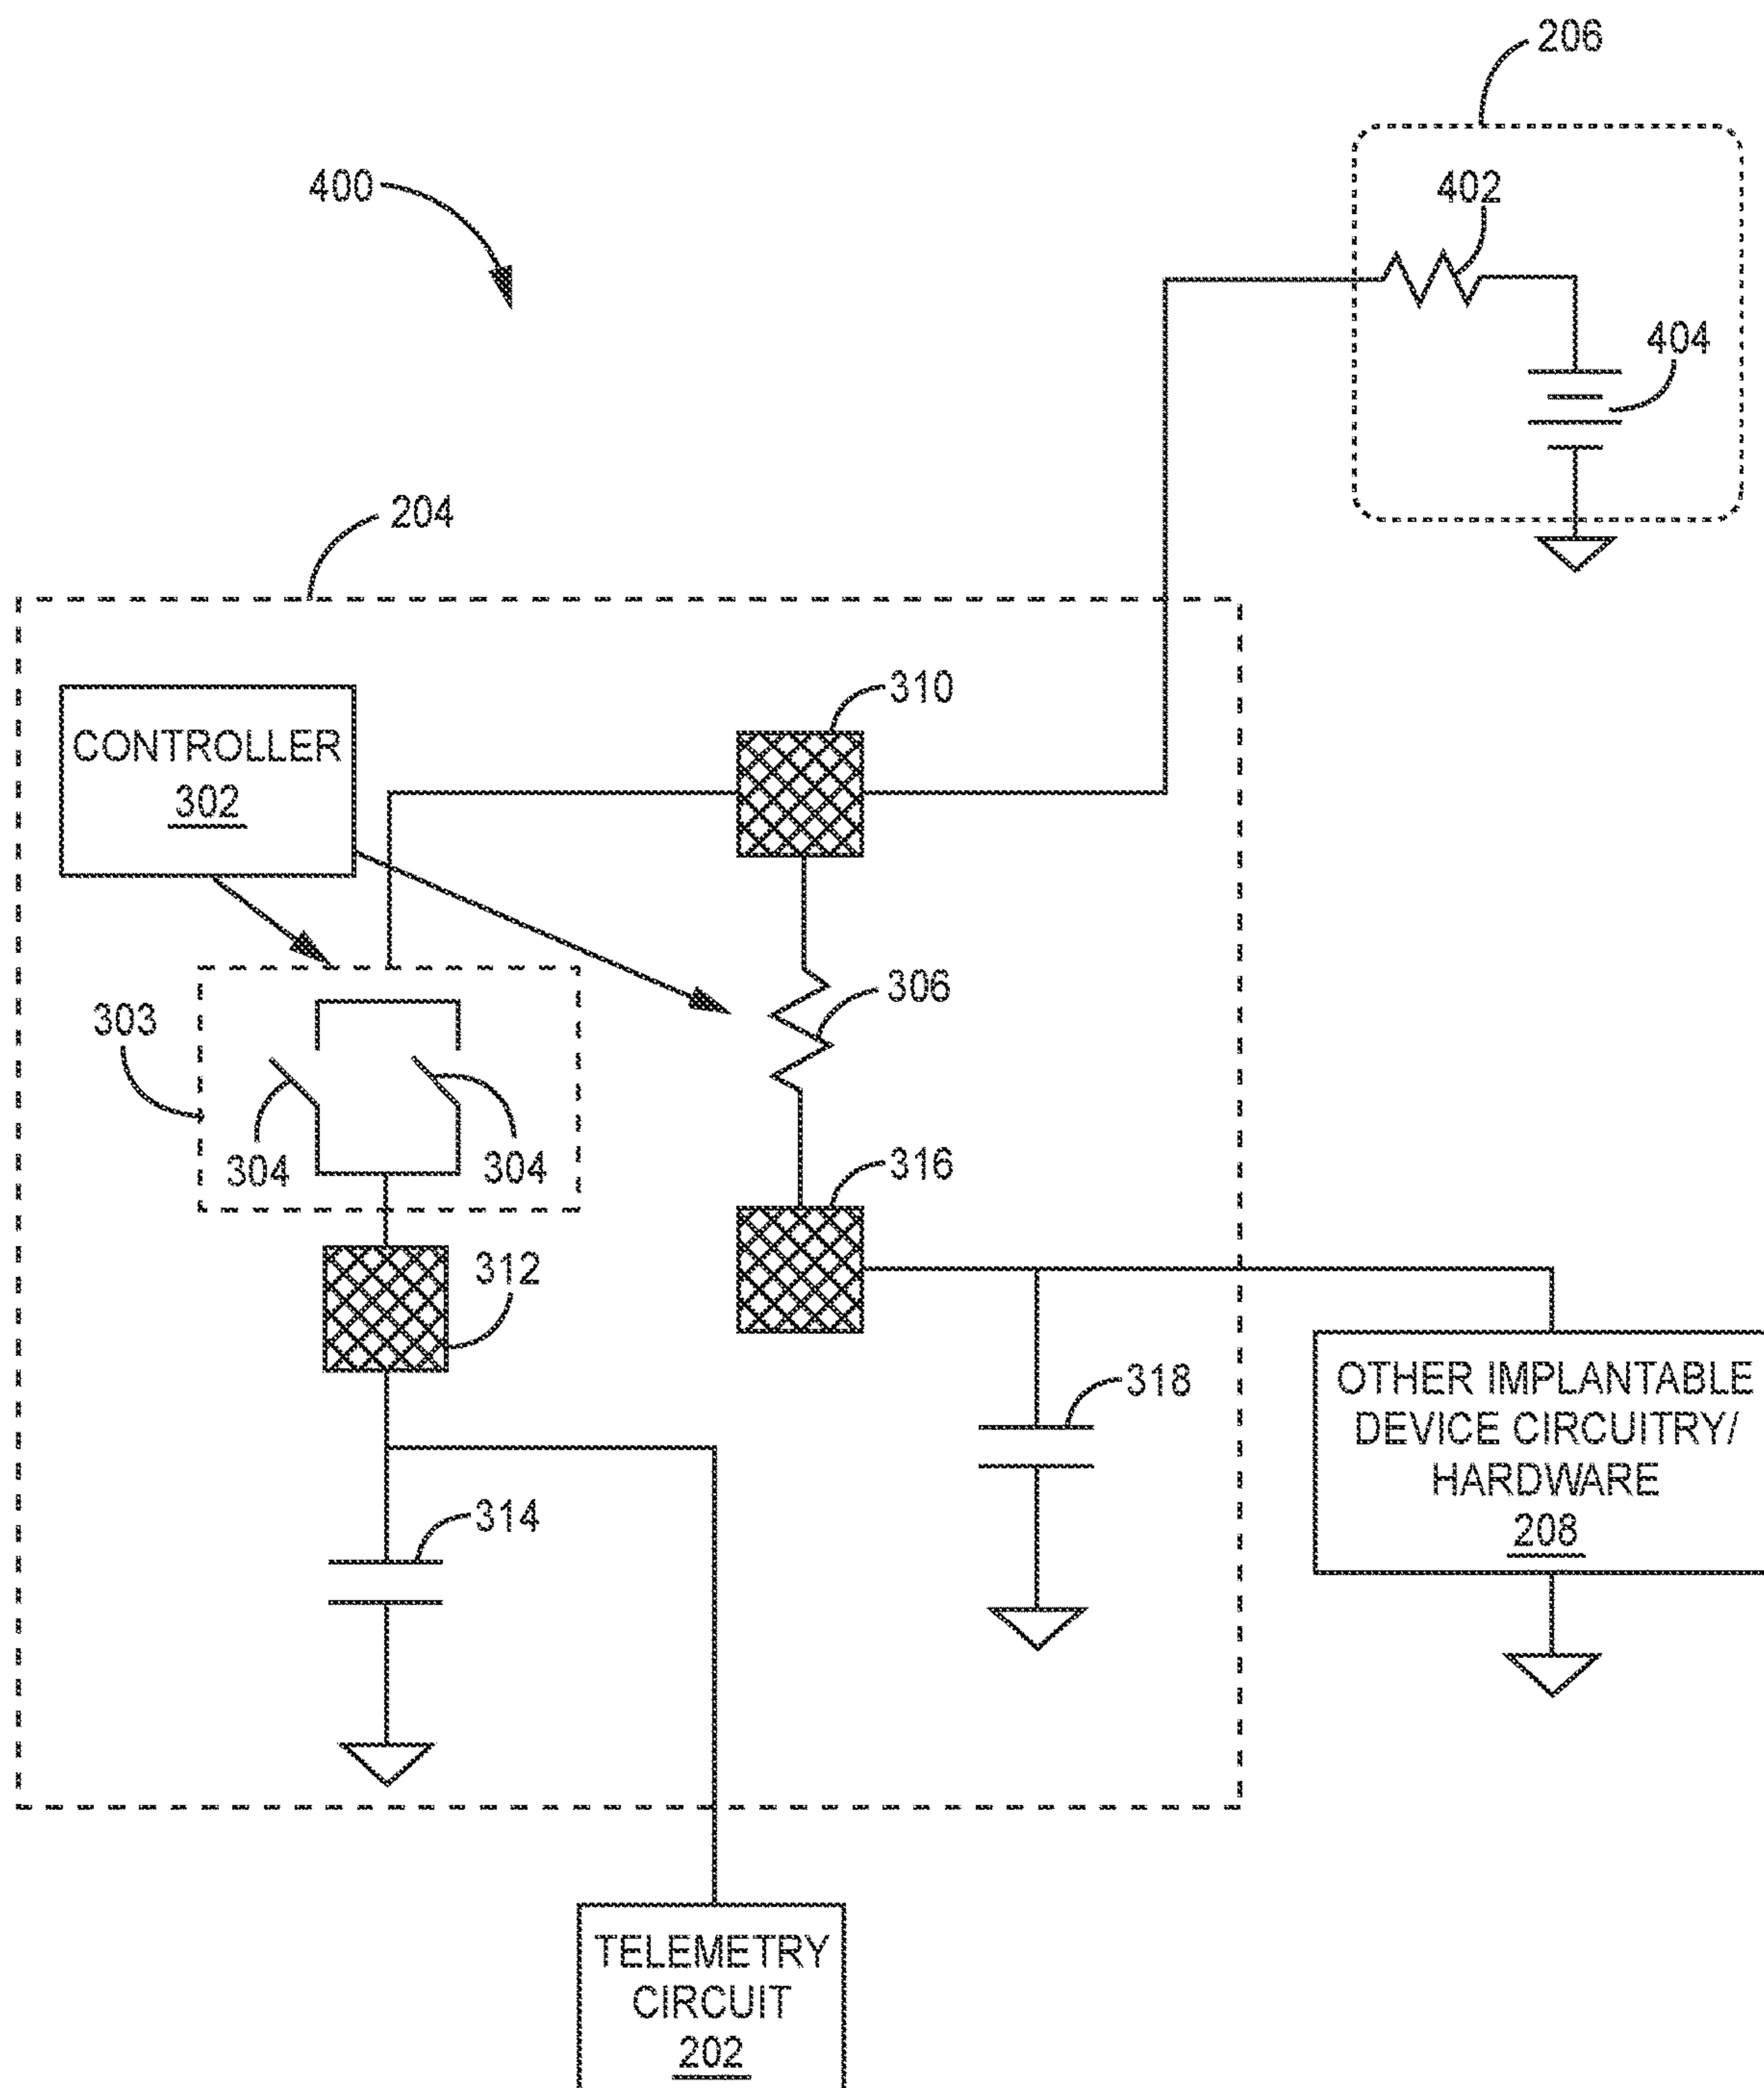 206
400
402
404
204
310
CONTROLLER
302
306
303
304
304
316
312
318
OTHER IMPLANTABLE
DEVICE CIRCUITRY/
HARDWARE
208
314
TELEMETRY
CIRCUIT
202